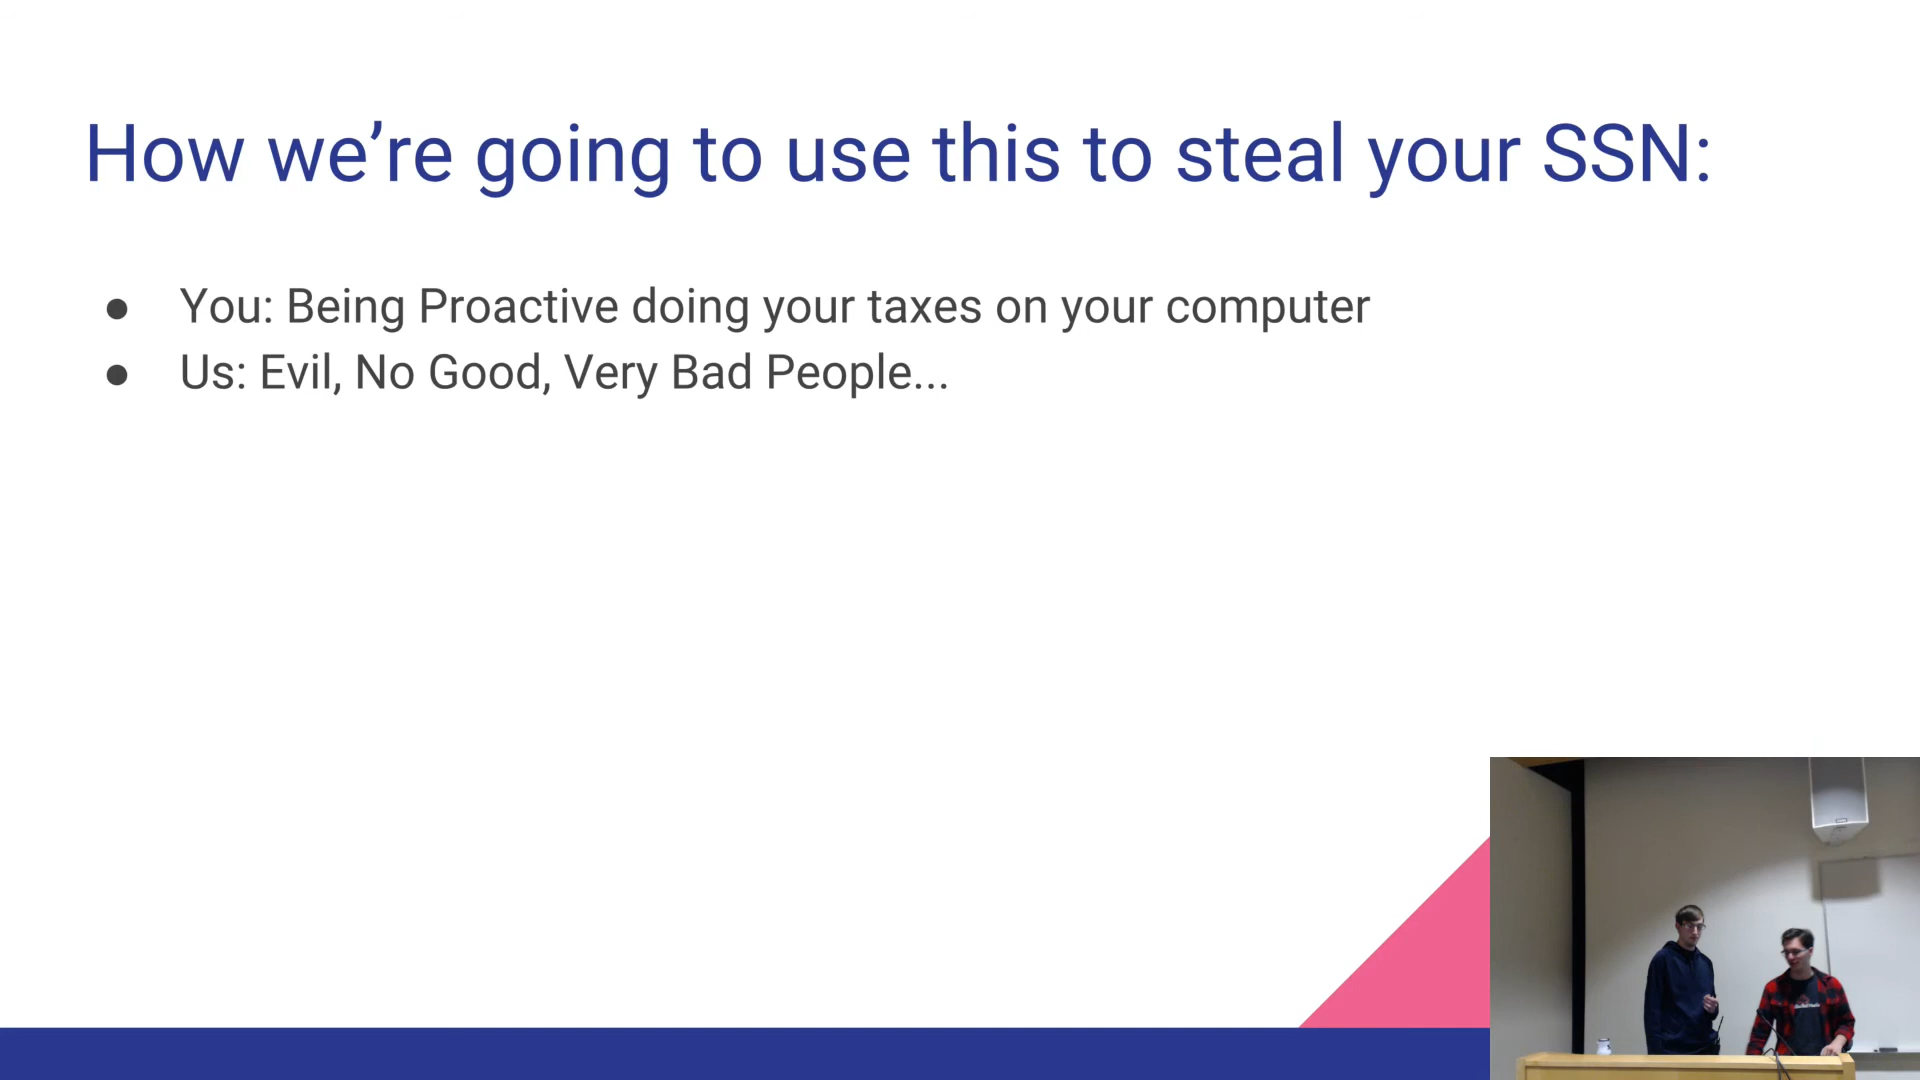 How we’re going to use this to steal your SSN:
● You: Being Proactive doing your taxes on your computer
● Us: Evil, No Good, Very Bad People...